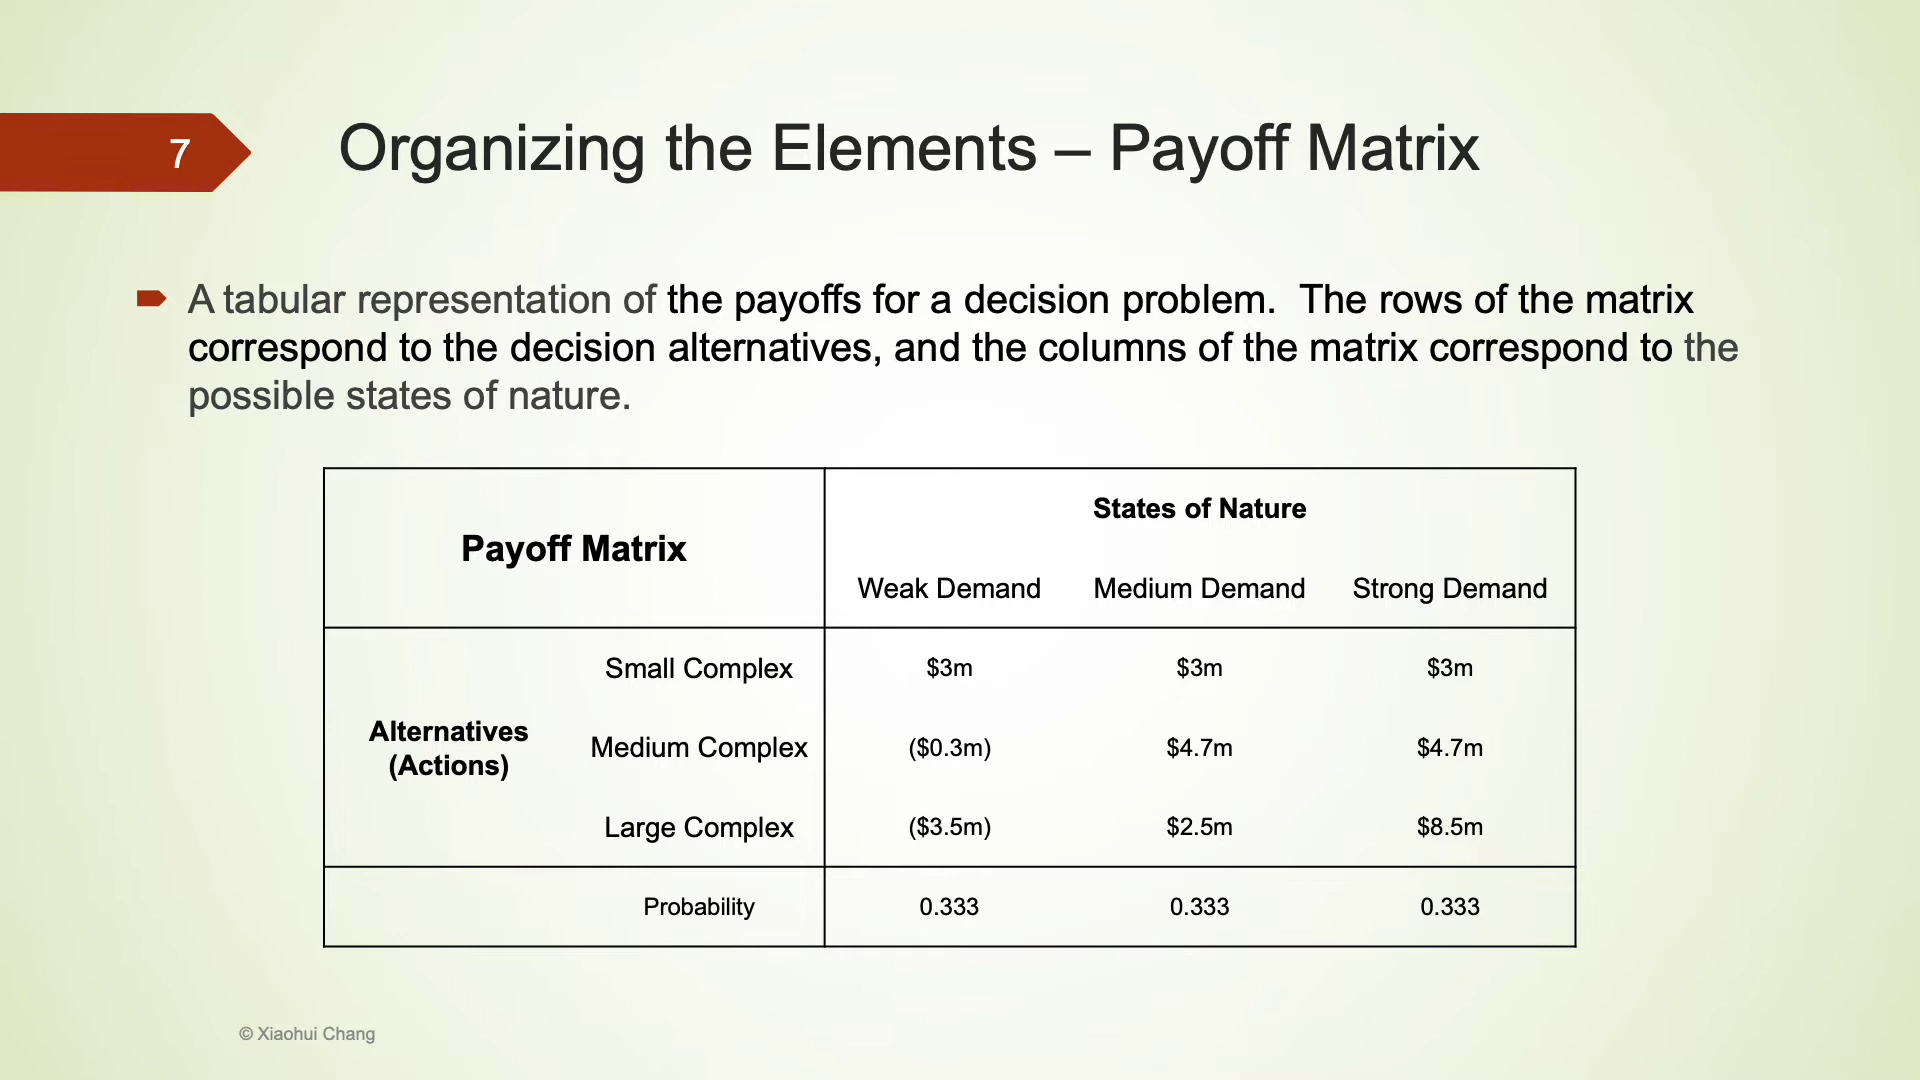 7
Organizing the Elements – Payoff Matrix
A tabular representation of the payoffs for a decision problem.  The rows of the matrix
correspond to the decision alternatives, and the columns of the matrix correspond to the
possible states of nature.
Payoff Matrix
States of Nature
Weak Demand Medium Demand Strong Demand
Alternatives
(Actions)
Small Complex $3m $3m $3m
Medium Complex ($0.3m) $4.7m $4.7m
Large Complex ($3.5m) $2.5m $8.5m
Probability 0.333 0.333 0.333
© Xiaohui Chang